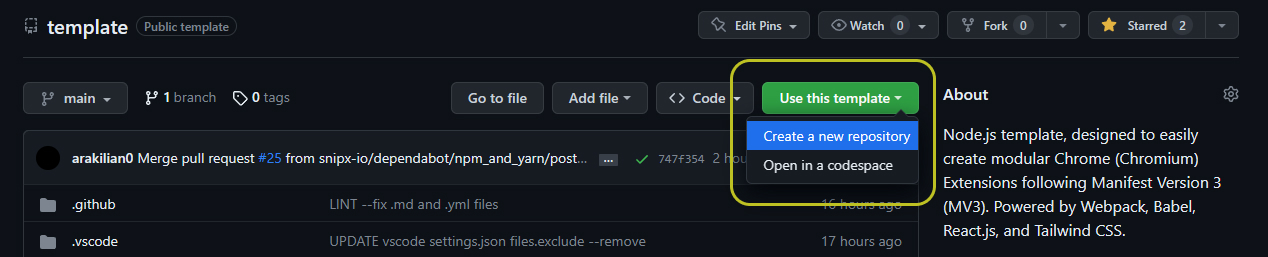 template Public template Edit Pins Watch 0 Fork 0 Starred 2
main 1 branch 0 tags Go to file Add file Code Use this template
Create a new repository
Open in a codespace
arakilian0 Merge pull request #25 from snipx-io/dependabot/npm_and_yarn/post... ... 747f354 2
.github LINT --fix .md and .yml files 16 hours ago
.vscode UPDATE vscode settings.json files.exclude --remove 17 hours ago
About
Node.js template, designed to easily
create modular Chrome (Chromium)
Extensions following Manifest Version 3
(MV3). Powered by Webpack, Babel,
React.js, and Tailwind CSS.